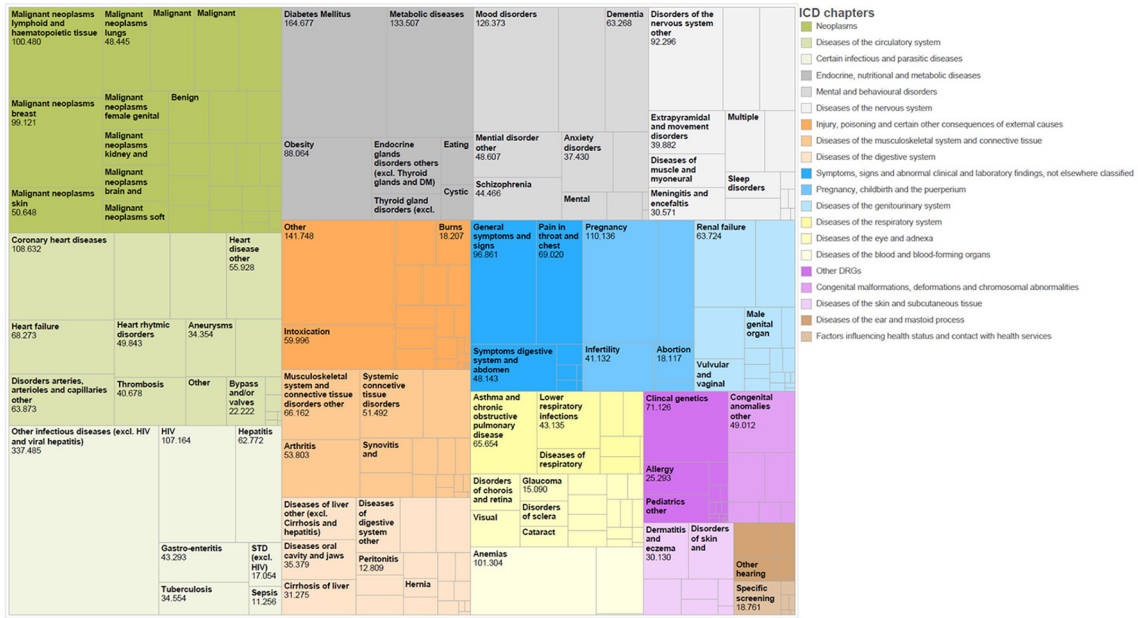 Malignant neoplasms
lymphoid and
haematopoietic tissue
100.480
Malignant
neoplasms
lungs
48.445
Malignant
Malignant
Malignant neoplasms
breast
99.121
Malignant
neoplasms
female genital
Benign
Malignant
neoplasms
kidney and
Malignant
neoplasms
brain and
Malignant neoplasms
skin
50.648
Malignant
neoplasms soft
Diabetes Mellitus
164.677
Metabolic diseases
133.507
Obesity
88.064
Endocrine
glands
disorders others
(excl. Thyroid
glands and DM)
Eating
Thyroid gland
disorders (excl.
Cystic
Mood disorders
126.373
Dementia
63.268
Mential disorder
other
48.607
Anxiety
disorders
37.430
Schizophrenia
44.466
Mental
Disorders of the
nervous system
other
92.296
Extrapyramidal
and movement
disorders
39.882
Multiple
Diseases of
muscle and
myoneural
Sleep
disorders
Meningitis and
encefaltis
30.571
Coronary heart diseases
108.632
Heart
disease
other
55.928
Heart failure
68.273
Heart rhytmic
disorders
49.843
Aneurysms
34.354
Disorders arteries,
arterioles and capillaries
other
63.873
Thrombosis
40.678
Other
Bypass
and/or
valves
22.222
Other
141.748
Burns
18.207
Intoxication
59.996
General
symptoms and
signs
96.861
Pain in
throat and
chest
69.020
Symptoms digestive
system and
abdomen
48.143
Pregnancy
110.136
Infertility
41.132
Abortion
18.117
Renal failure
63.724
Male
genital
organ
Vulvular
and
vaginal
Musculoskeletal
system and
connective tissue
disorders other
66.162
Systemic
conncetive
tissue
disorders
51.492
Arthritis
53.803
Synovitis
and
Asthma and
chronic
obstructive
pulmonary
disease
65.654
Lower
respiratory
infections
43.135
Diseases of
respiratory
Clincal genetics
71.126
Allergy
25.293
Pediatrics
other
Congenital
anomalies
other
49.012
Other infectious diseases (excl. HIV
and viral hepatitis)
337.485
HIV
107.164
Hepatitis
62.772
Gastro-enteritis
43.293
STD
(excl.
HIV)
17.054
Tuberculosis
34.554
Sepsis
11.256
Diseases of liver
other (excl.
Cirrhosis and
hepatitis)
Diseases
of
digestive
system
other
Diseases oral
cavity and jaws
35.379
Peritonitis
12.809
Cirrhosis of liver
31.275
Hernia
Disorders
of chorois
and retina
Glaucoma
15.090
Disorders
of sclera
Visual
Cataract
Anemias
101.304
Dermatitis
and
eczema
30.130
Disorders
of skin
and
Other
hearing
Specific
screening
18.761
ICD chapters
Neoplasms
Diseases of the circulatory system
Certain infectious and parasitic diseases
Endocrine, nutritional and metabolic diseases
Mental and behavioural disorders
Diseases of the nervous system
Injury, poisoning and certain other consequences of external causes
Diseases of the musculoskeletal system and connective tissue
Diseases of the digestive system
Symptoms, signs and abnormal clinical and laboratory findings, not elsewhere classified
Pregnancy, childbirth and the puerperium
Diseases of the genitourinary system
Diseases of the respiratory system
Diseases of the eye and adnexa
Diseases of the blood and blood-forming organs
Other DRGs
Congenital malformations, deformations and chromosomal abnormalities
Diseases of the skin and subcutaneous tissue
Diseases of the ear and mastoid process
Factors influencing health status and contact with health services